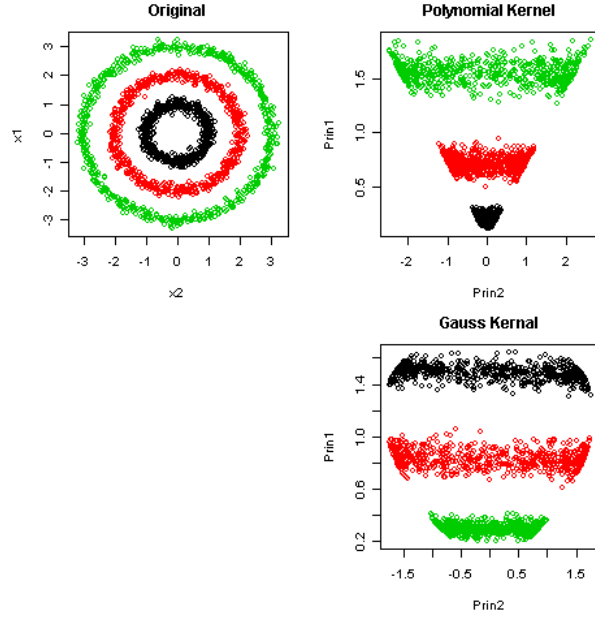 Original
3
2
1
0
-1
-2
-3
x1
-3 -2 -1 0 1 2 3
x2
Polynomial Kernel
1.5
1.0
0.5
Prin1
-2 -1 0 1 2
Prin2
Gauss Kernal
1.4
1.0
0.6
0.2
Prin1
-1.5 -0.5 0.5 1.5
Prin2